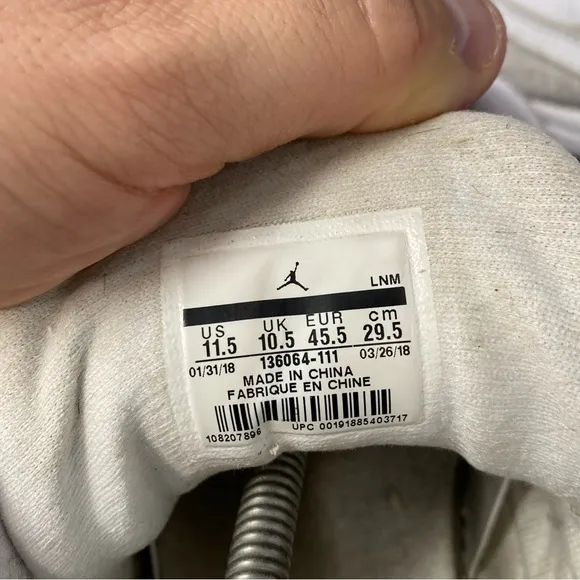 LNM
US UK EUR cm
11.5 10.5 45.5 29.5
01/31/18 136064-111 03/26/18
MADE IN CHINA
FABRIQUE EN CHINE
108207896 UPC 00191885403717